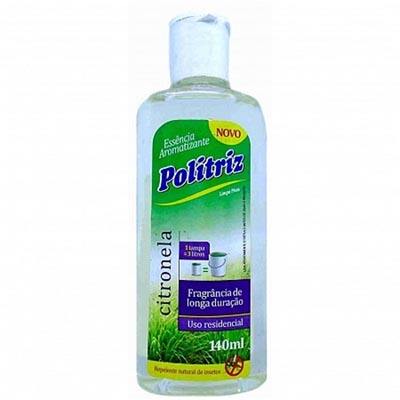 NOVO
Essência
Aromatizante
Politriz
Limpa Mais
citronela
1 tampa
= 3 litros
=
Fragrância de
longa duração
Uso residencial
140ml
Repelente natural de insetos